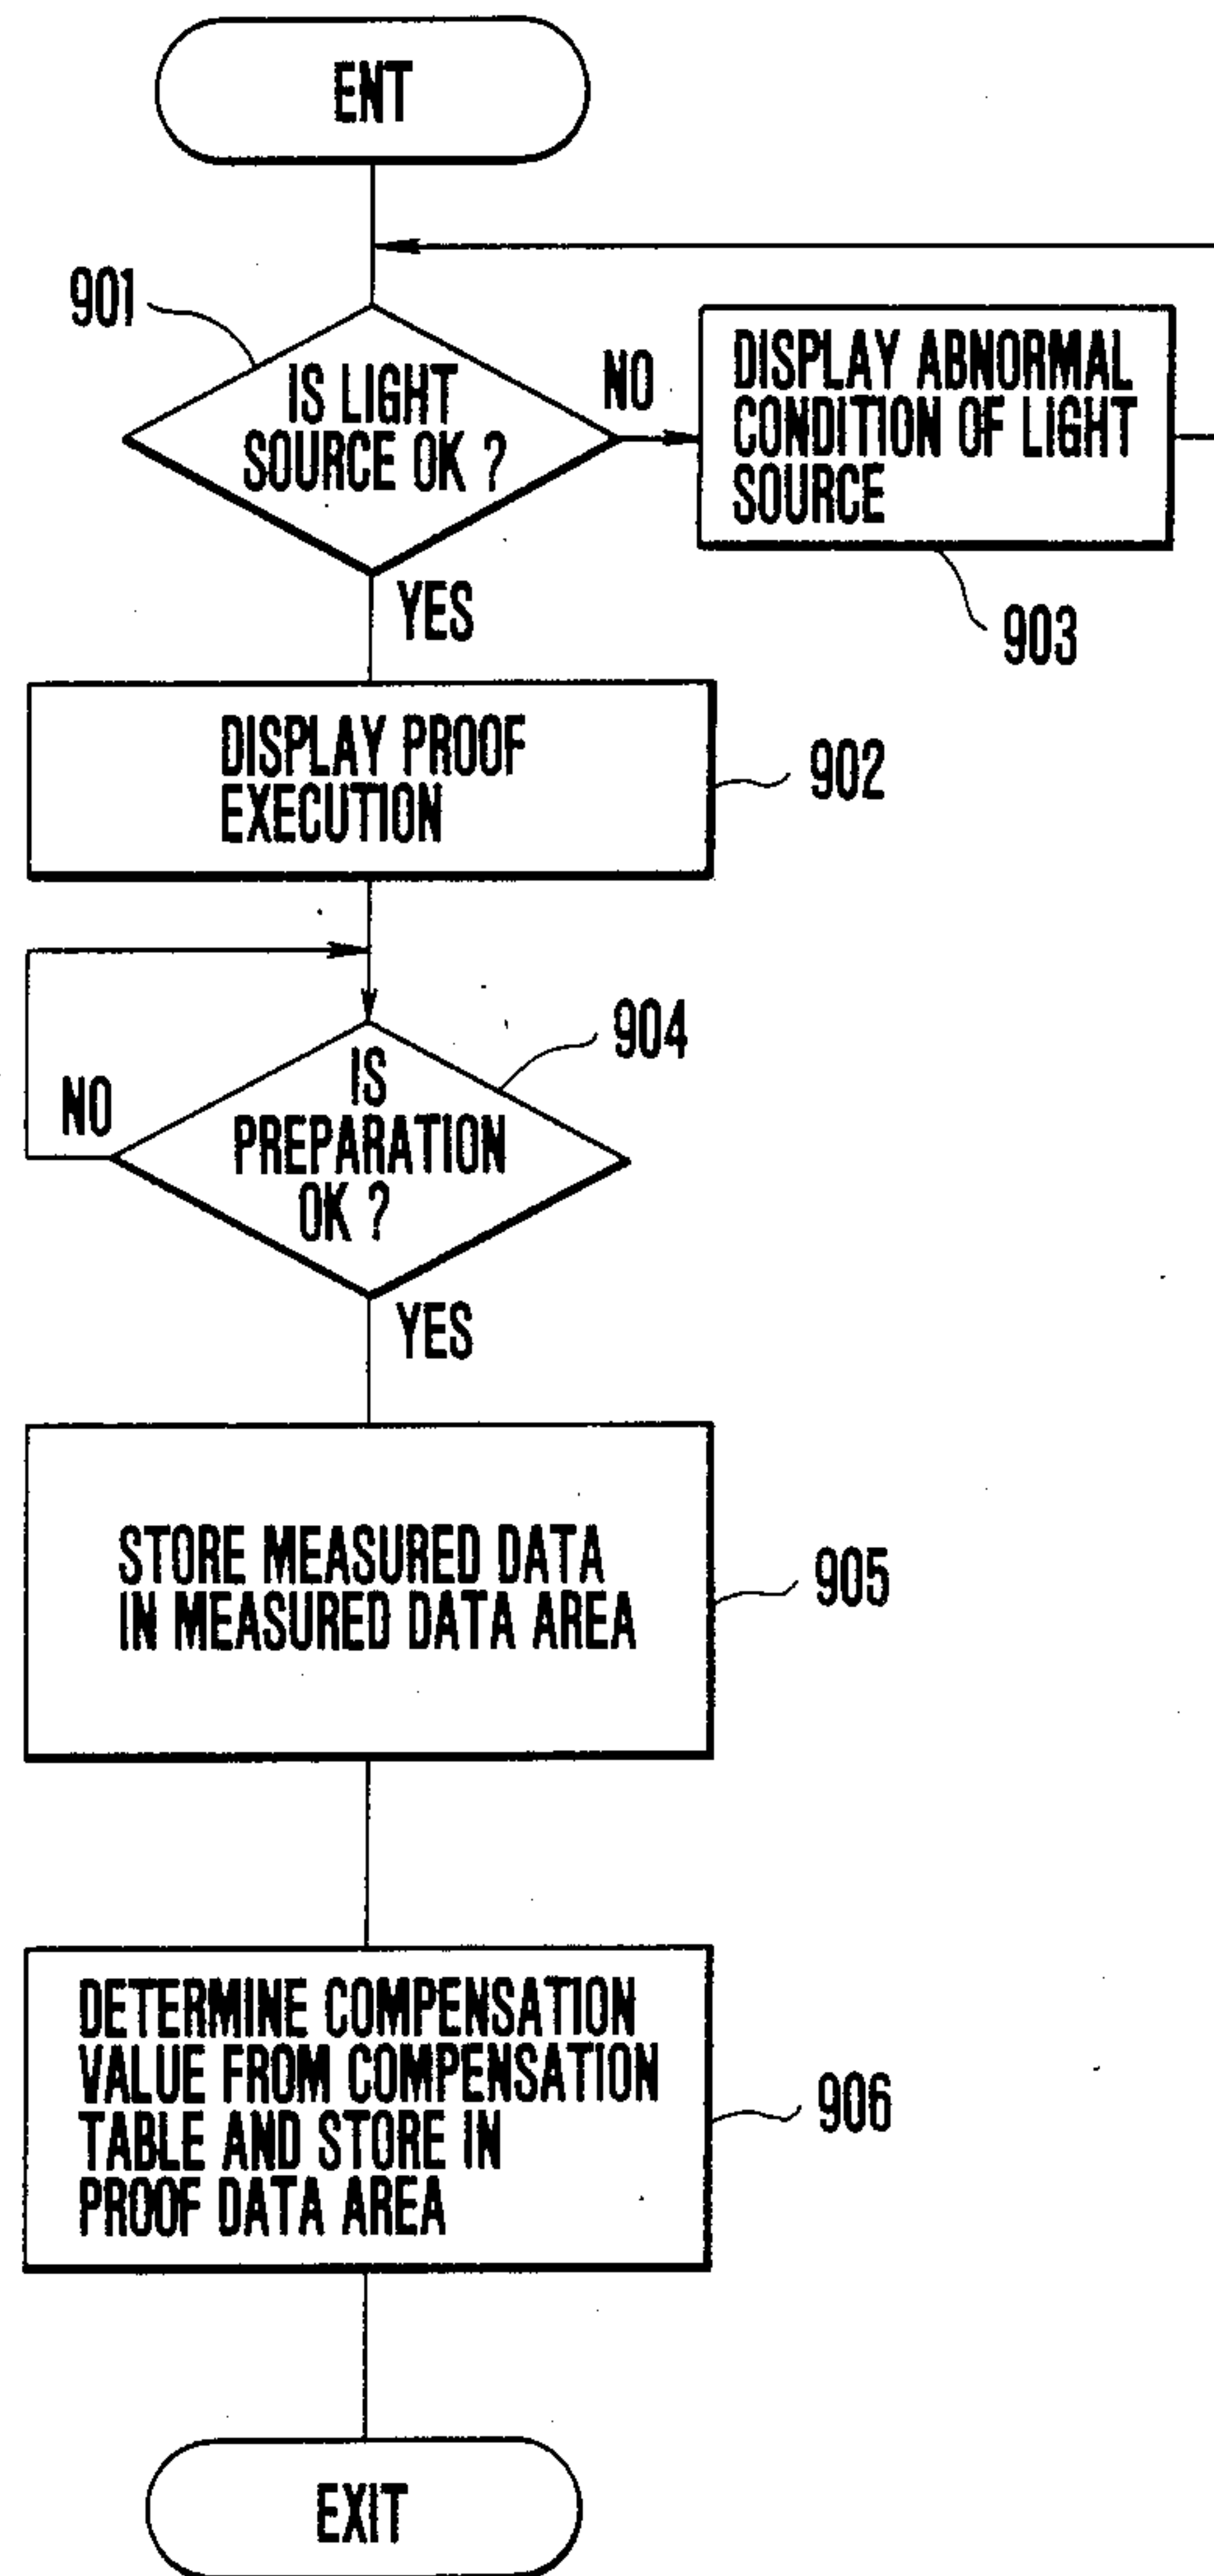 ENT
901
IS LIGHT
SOURCE OK ?
NO
DISPLAY ABNORMAL
CONDITION OF LIGHT
SOURCE
903
YES
DISPLAY PROOF
EXECUTION
902
904
NO
IS
PREPARATION
OK ?
YES
STORE MEASURED DATA
IN MEASURED DATA AREA
905
DETERMINE COMPENSATION
VALUE FROM COMPENSATION
TABLE AND STORE IN
PROOF DATA AREA
906
EXIT